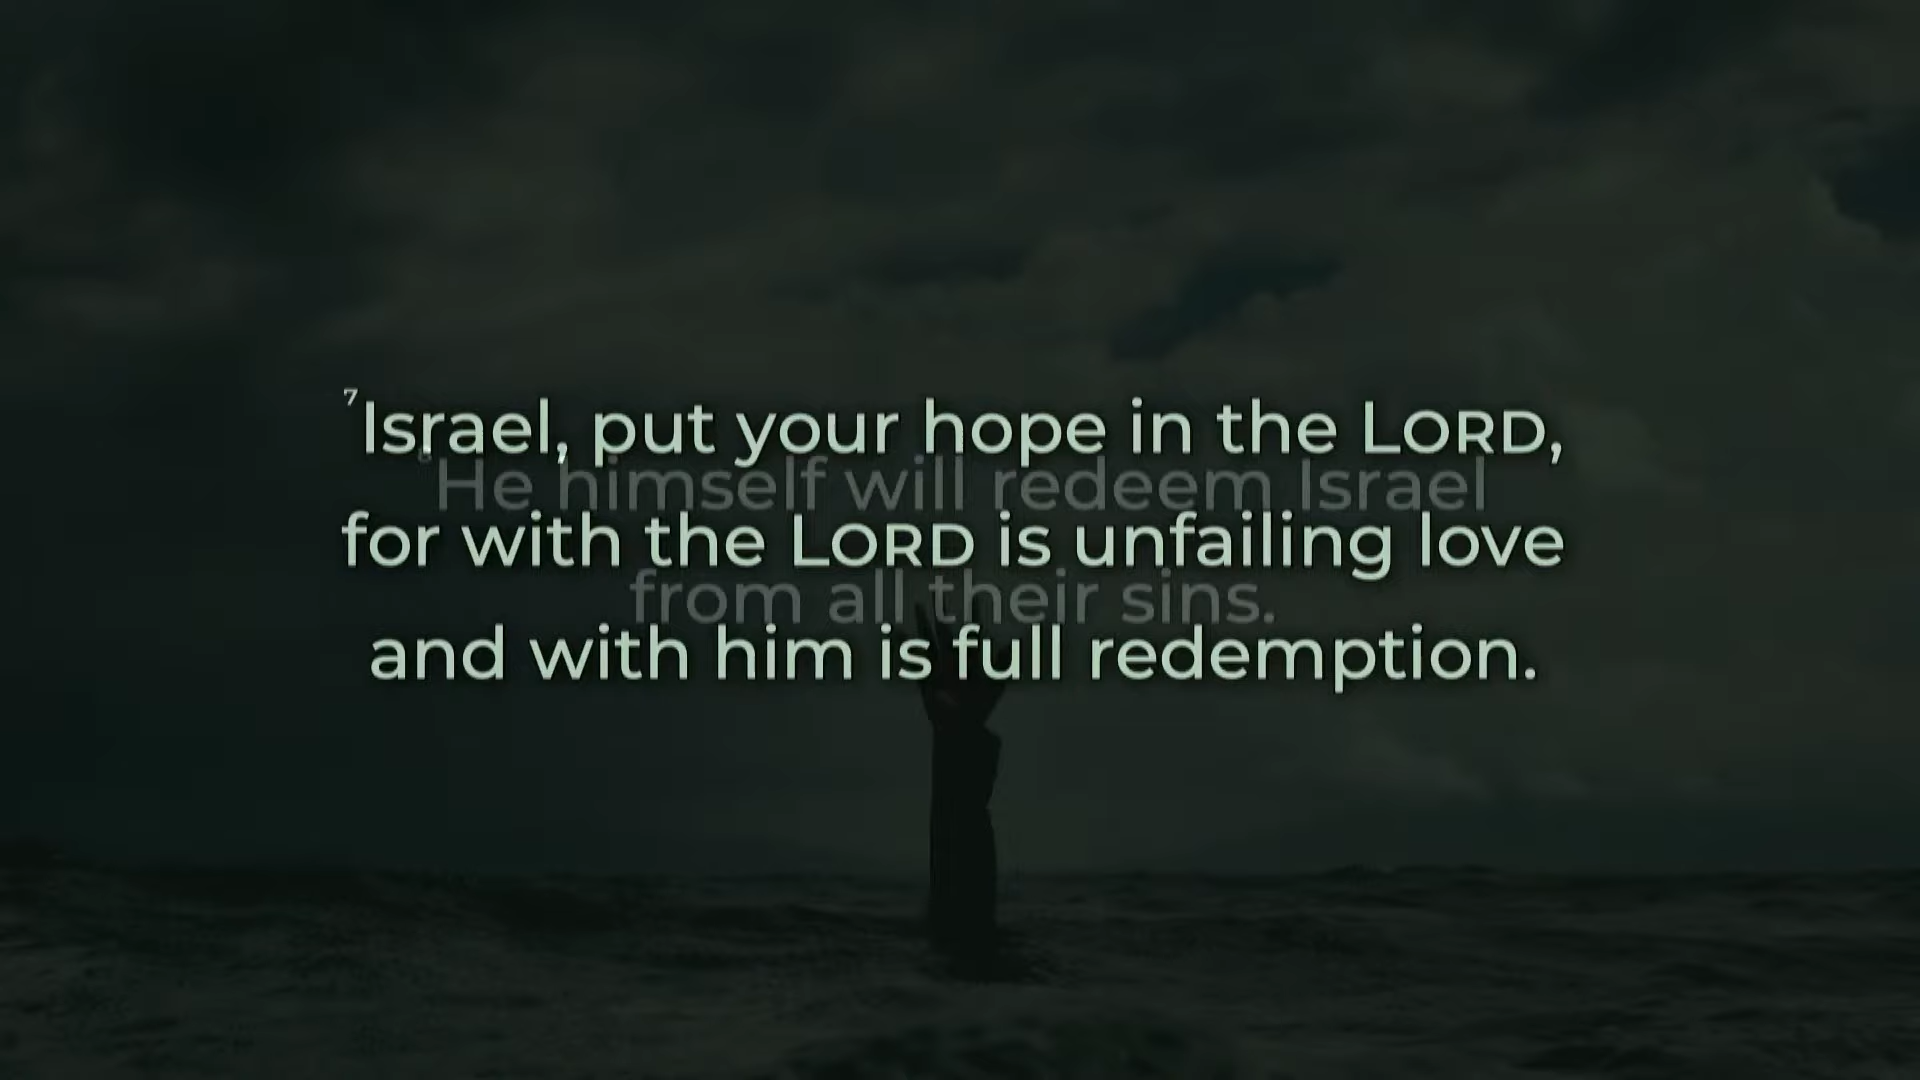 ⁷Israel, put your hope in the LORD,
for with the LORD is unfailing love
and with him is full redemption.
⁸He himself will redeem Israel
from all their sins.